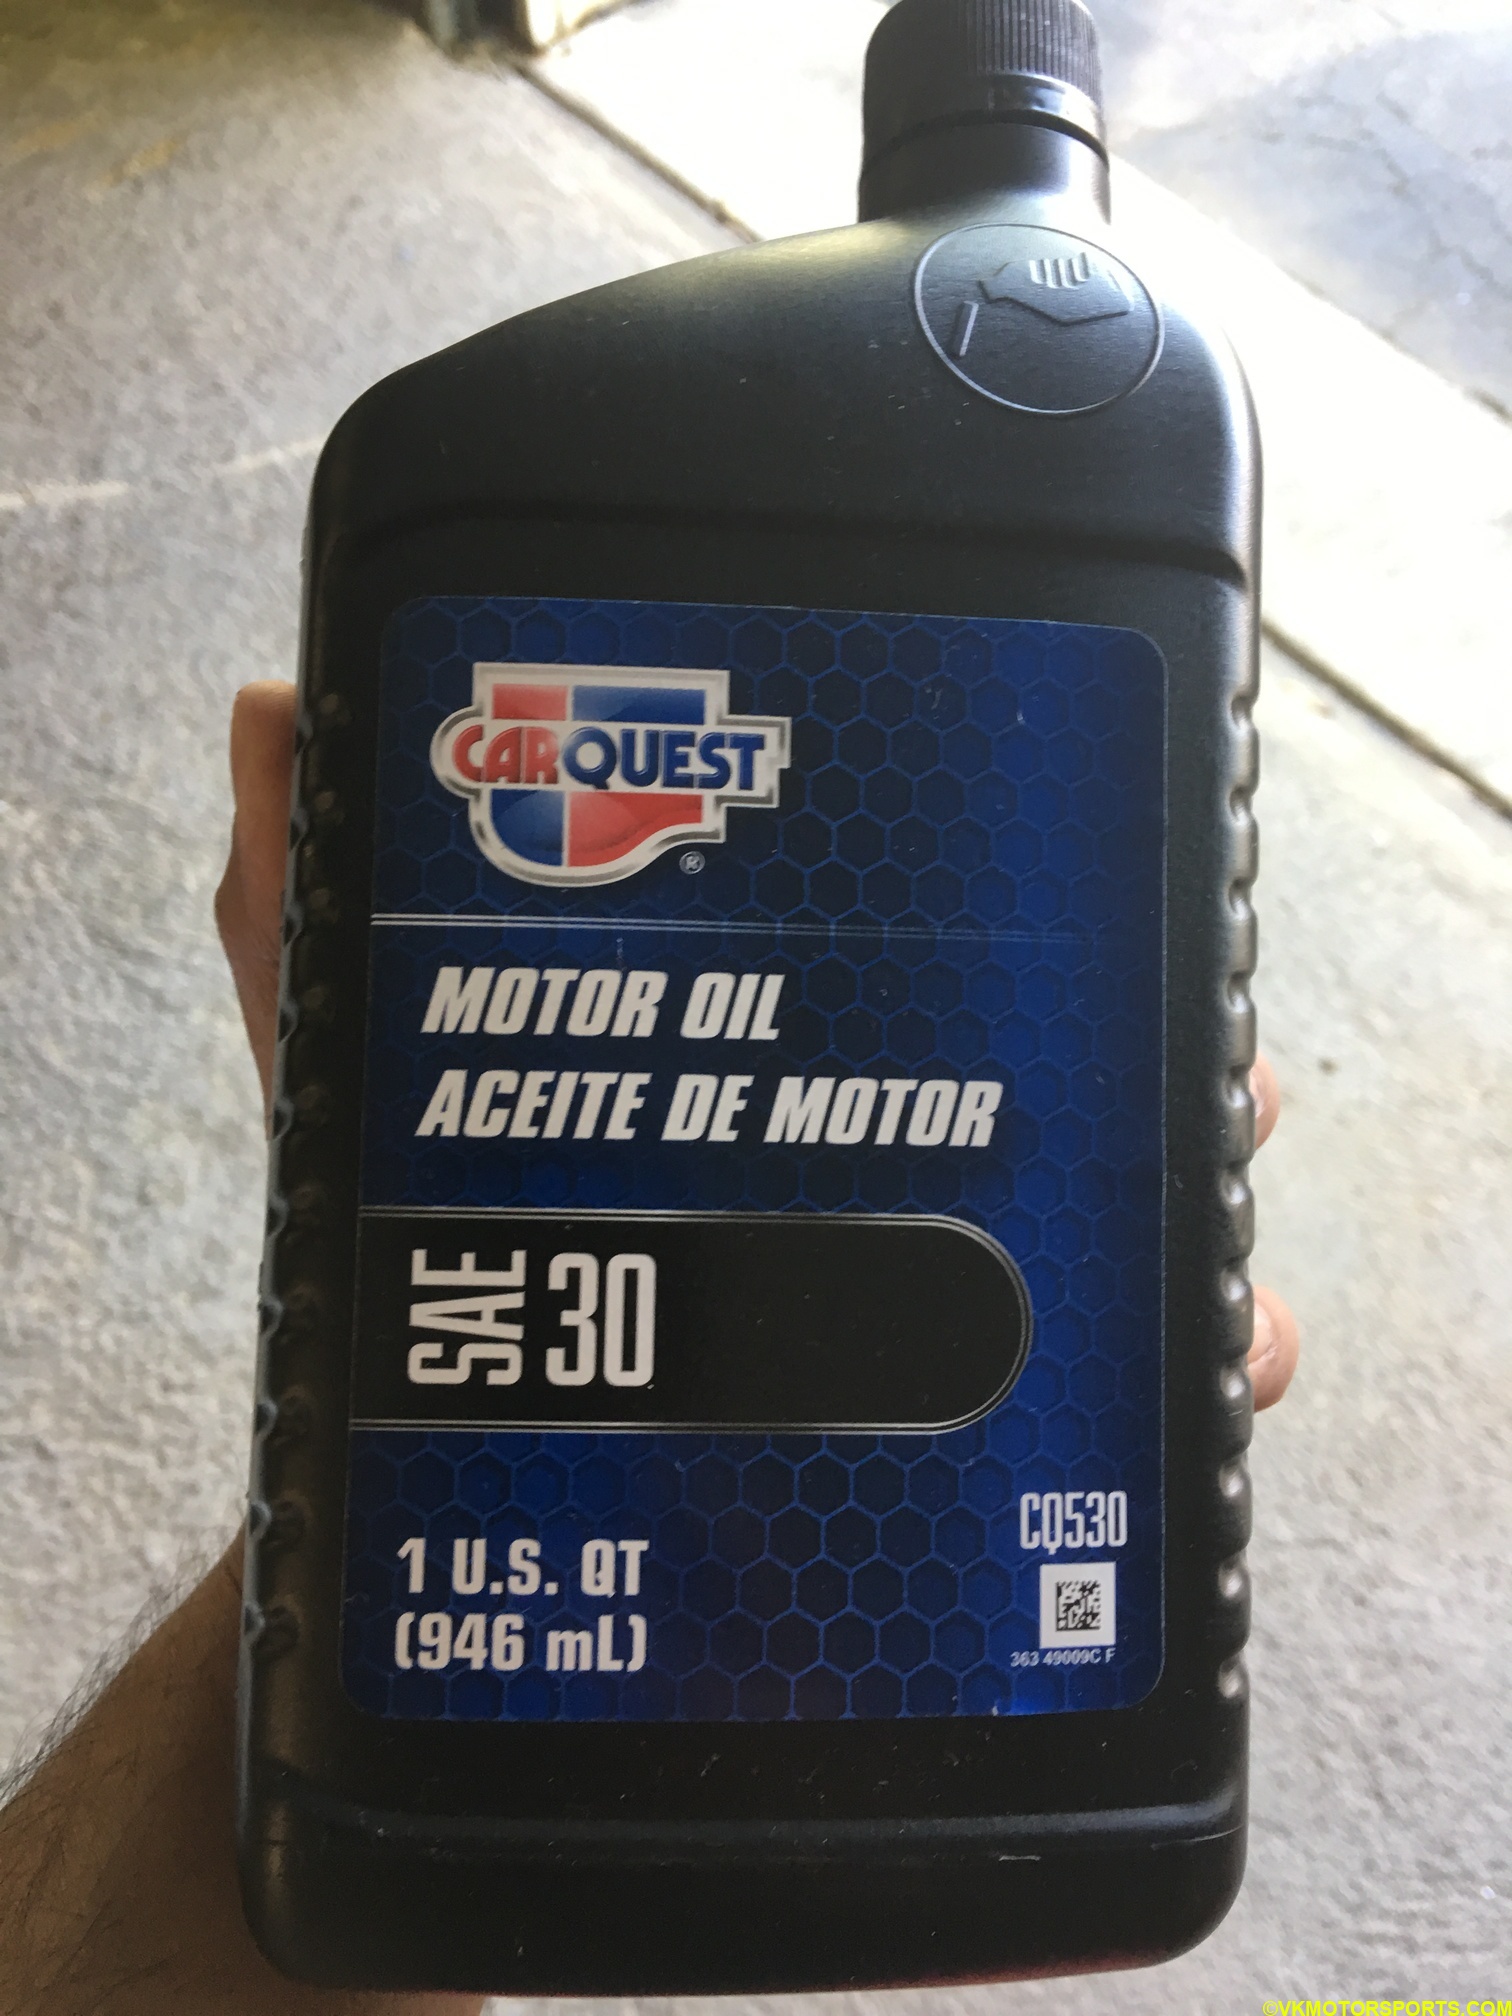 CARQUEST
®
MOTOR OIL
ACEITE DE MOTOR
SAE 30
CQ530
1 U.S. QT
(946 mL)
363 49009C F
©VKMOTORSPORTS.COM